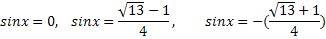 sinx = 0,   sinx = (√13 − 1)/4,   sinx = −((√13 + 1)/4)